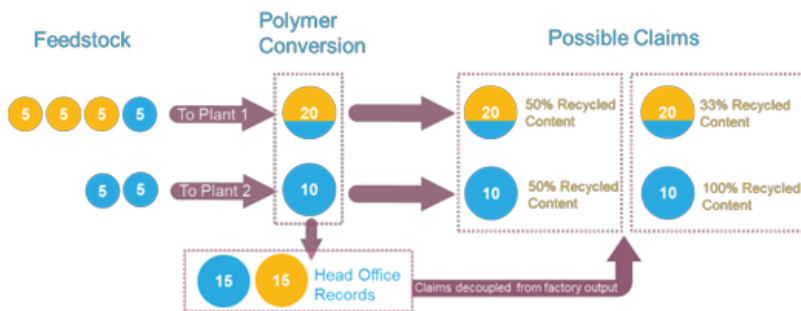 Feedstock
Polymer
Conversion
Possible Claims
5 5 5 5
To Plant 1
20
20
50% Recycled
Content
20
33% Recycled
Content
5 5
To Plant 2
10
10
50% Recycled
Content
10
100% Recycled
Content
15
15
Head Office
Records
Claims decoupled from factory output